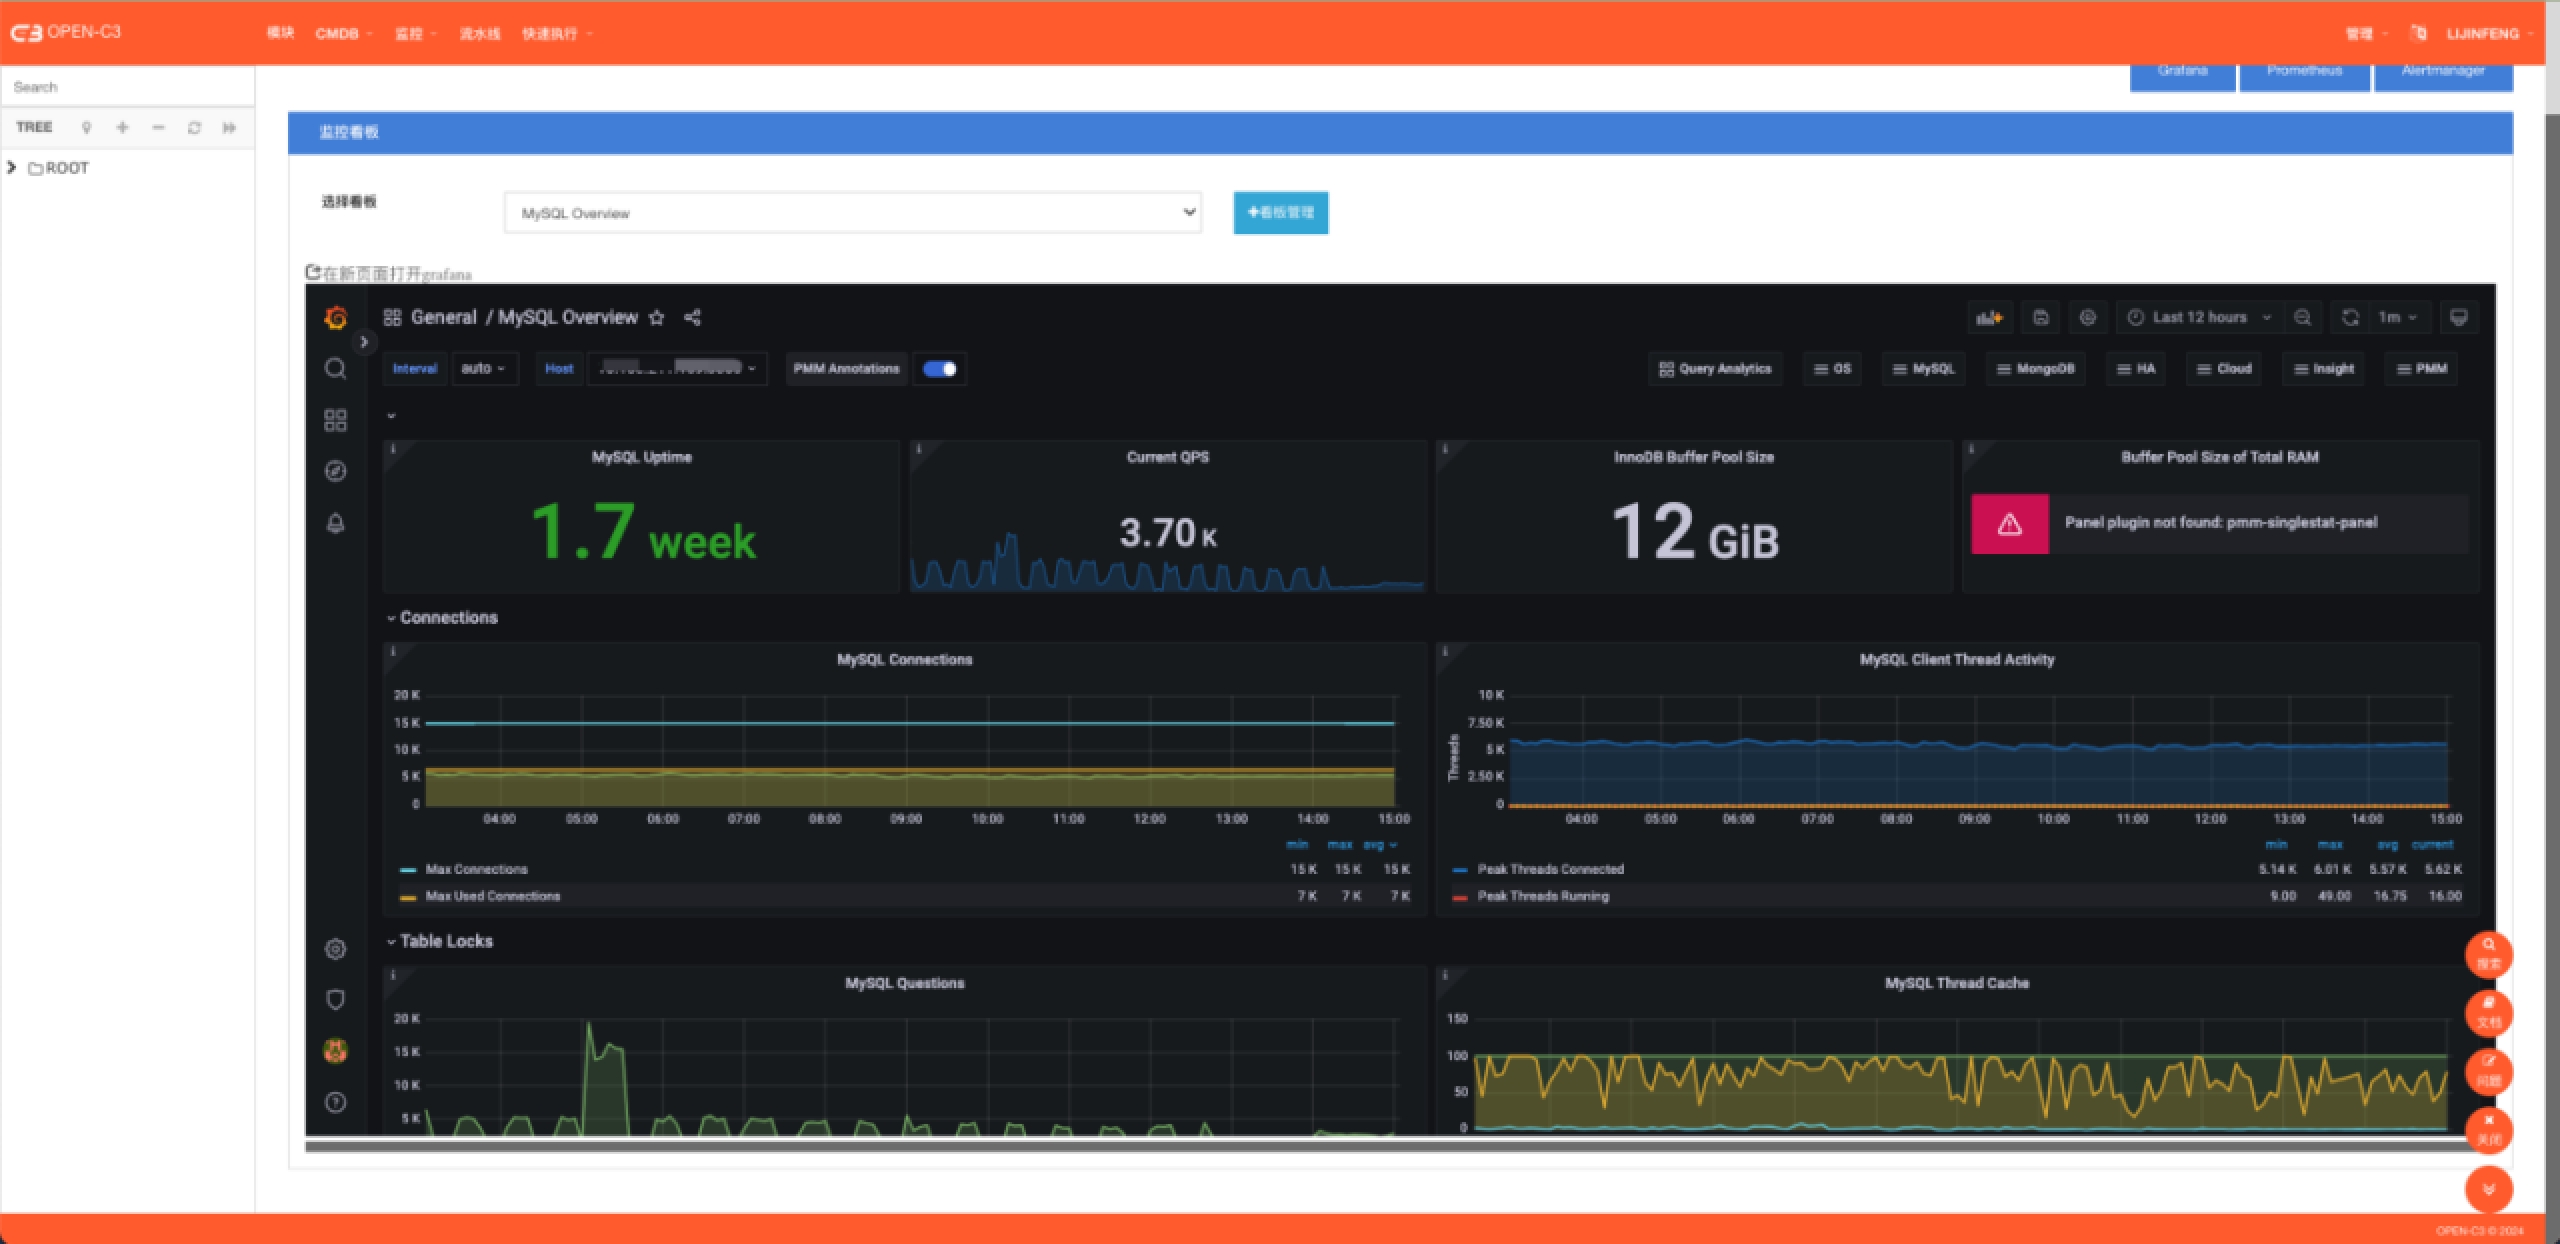 OPEN-C3 模块 CMDB 监控 流水线 快速执行 管理 LIJINFENG
Search
Grafana Prometheus Alertmanager
TREE
监控看板
ROOT
选择看板
MySQL Overview
看板管理
在新页面打开grafana
General / MySQL Overview
Last 12 hours
1m
Interval auto Host PMM Annotations
Query Analytics OS MySQL MongoDB HA Cloud Insight PMM
MySQL Uptime
1.7 week
Current QPS
3.70 K
InnoDB Buffer Pool Size
12 GiB
Buffer Pool Size of Total RAM
Panel plugin not found: pmm-singlestat-panel
Connections
MySQL Connections
20 K
15 K
10 K
5 K
0
04:00 05:00 06:00 07:00 08:00 09:00 10:00 11:00 12:00 13:00 14:00 15:00
min max avg
Max Connections 15 K 15 K 15 K
Max Used Connections 7 K 7 K 7 K
MySQL Client Thread Activity
Threads
10 K
7.50 K
5 K
2.50 K
0
04:00 05:00 06:00 07:00 08:00 09:00 10:00 11:00 12:00 13:00 14:00 15:00
min max avg current
Peak Threads Connected 5.14 K 6.01 K 5.57 K 5.62 K
Peak Threads Running 9.00 49.00 16.75 16.00
Table Locks
MySQL Questions
20 K
15 K
10 K
5 K
MySQL Thread Cache
150
100
50
0
搜索
文档
问题
关闭
OPEN-C3 © 2024